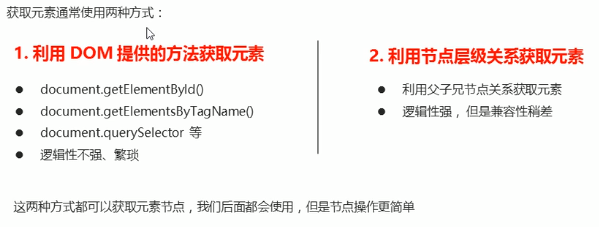 获取元素通常使用两种方式：
1. 利用 DOM 提供的方法获取元素
● document.getElementById()
● document.getElementsByTagName()
● document.querySelector 等
● 逻辑性不强、繁琐
2. 利用节点层级关系获取元素
● 利用父子兄节点关系获取元素
● 逻辑性强，但是兼容性稍差
这两种方式都可以获取元素节点，我们后面都会使用，但是节点操作更简单